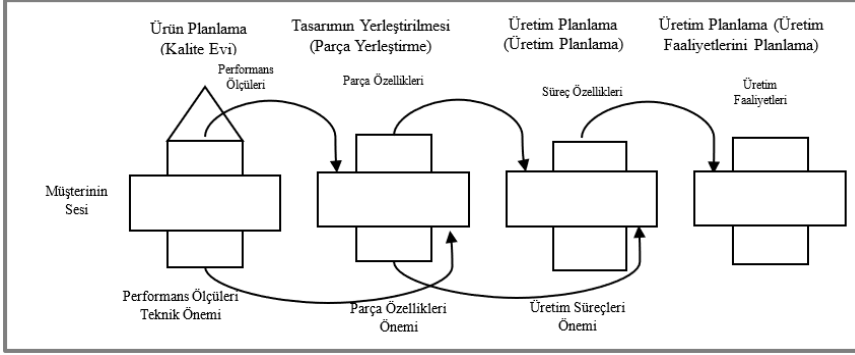 Ürün Planlama
(Kalite Evi)
Tasarımın Yerleştirilmesi
(Parça Yerleştirme)
Üretim Planlama
(Üretim Planlama)
Üretim Planlama (Üretim
Faaliyetlerini Planlama)
Performans
Ölçüleri
Parça Özellikleri
Süreç Özellikleri
Üretim
Faaliyetleri
Müşterinin
Sesi
Performans Ölçüleri
Teknik Önemi
Parça Özellikleri
Önemi
Üretim Süreçleri
Önemi